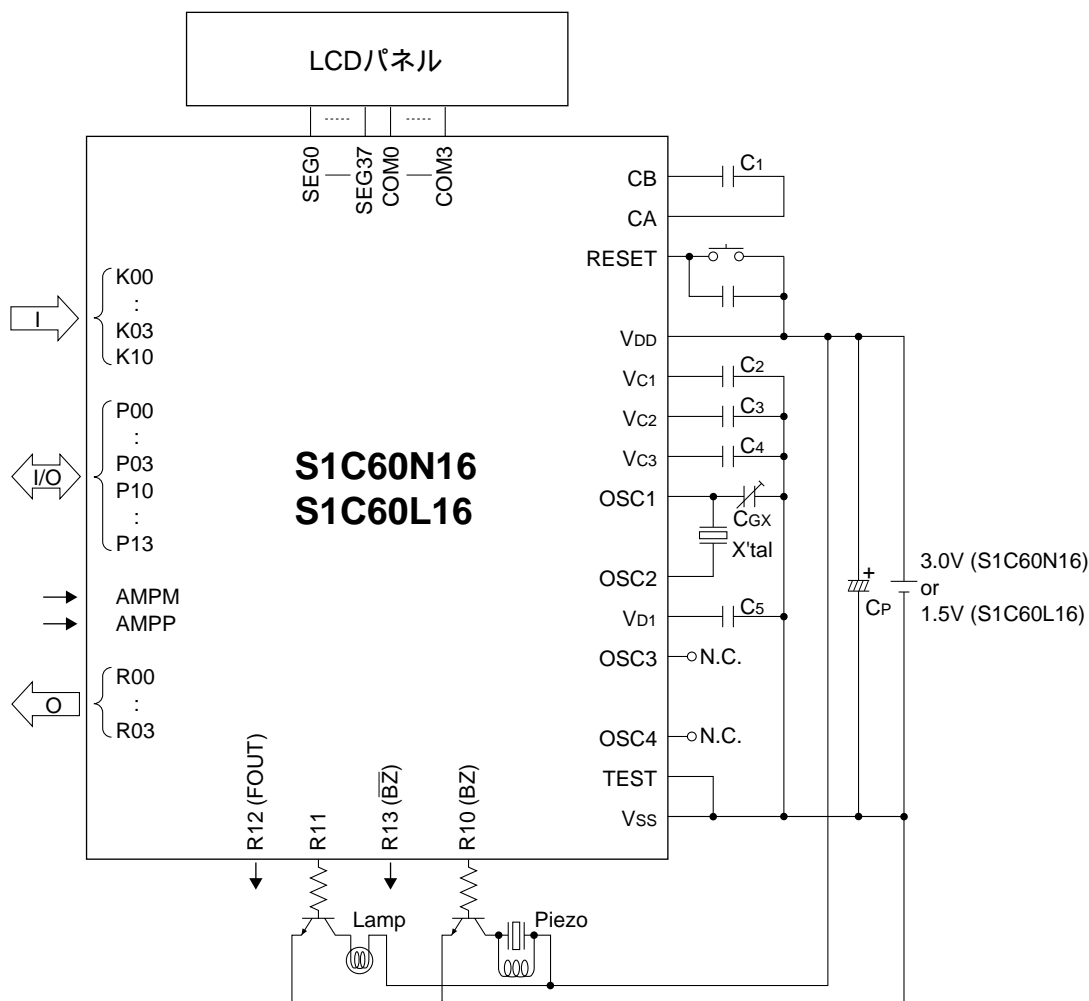 LCDパネル
SEG0
SEG37
COM0
COM3
CB
C1
CA
RESET
VDD
VC1
C2
VC2
C3
VC3
C4
OSC1
CGX
X'tal
OSC2
VD1
C5
OSC3
N.C.
OSC4
N.C.
TEST
VSS
+
CP
3.0V (S1C60N16)
or
1.5V (S1C60L16)
I
K00
:
K03
K10
I/O
P00
:
P03
P10
:
P13
S1C60N16
S1C60L16
AMPM
AMPP
O
R00
:
R03
R12 (FOUT)
R11
R13 (B̅Z̅)
R10 (BZ)
Lamp
Piezo